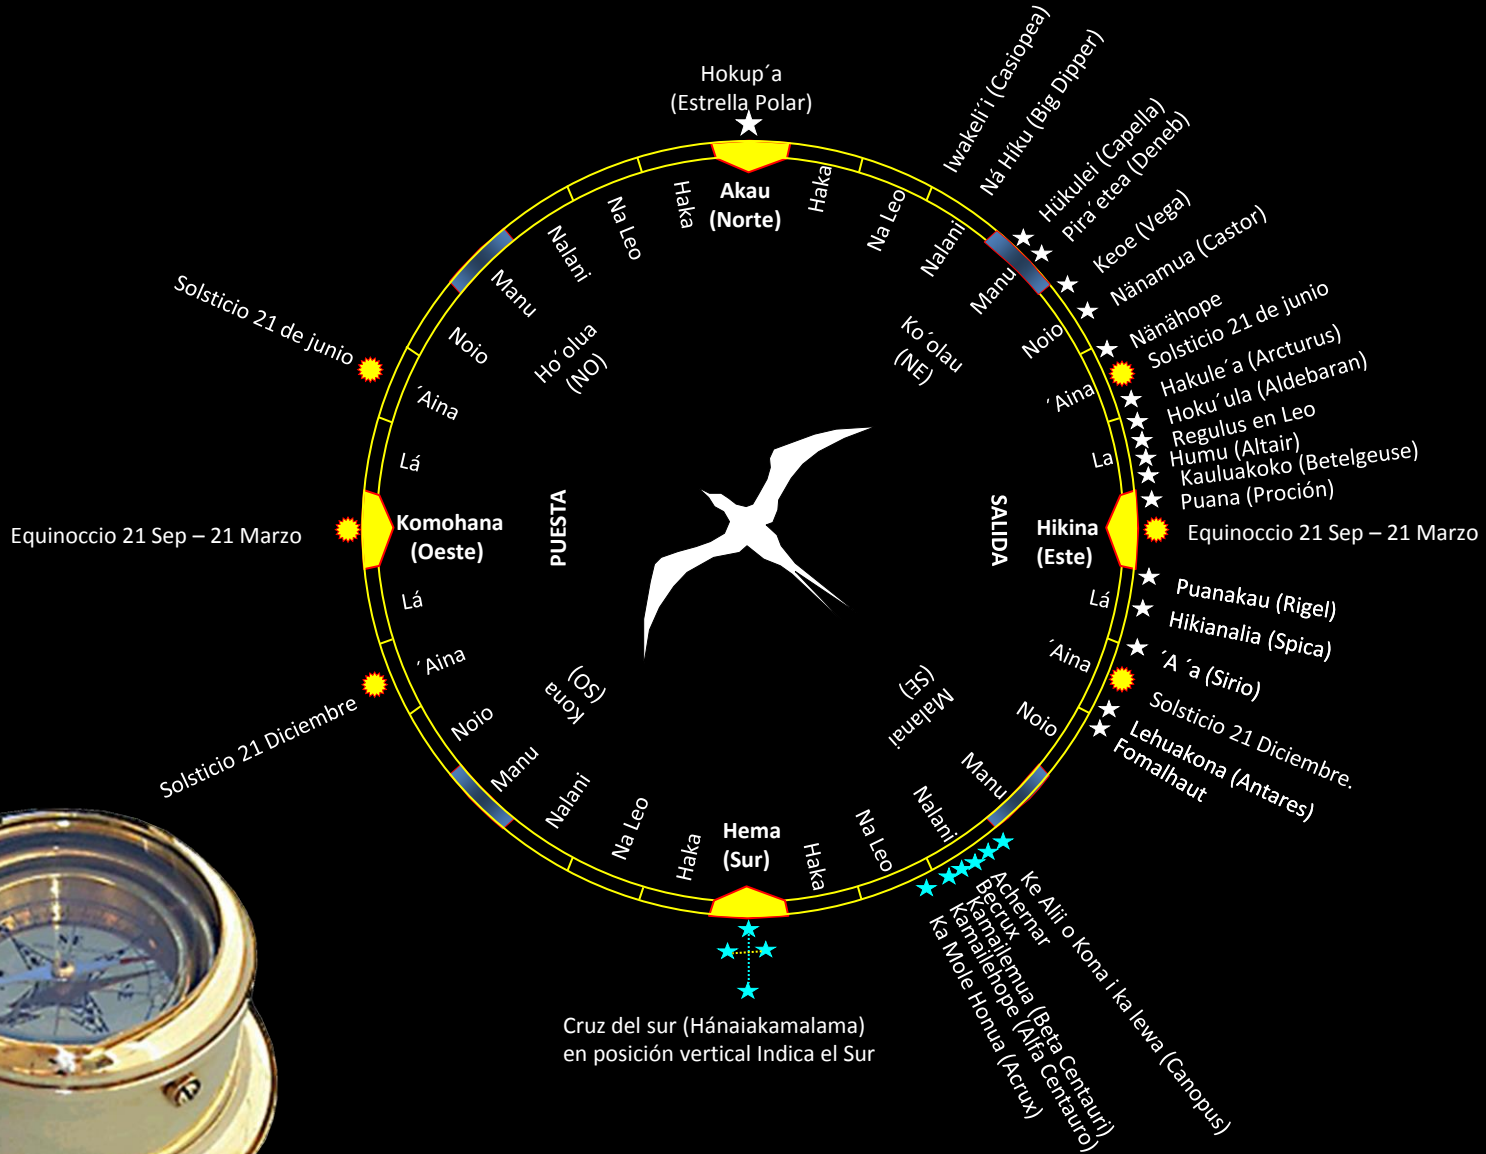 Hokup´a
(Estrella Polar)
Iwakeli´i (Casiopea)
Ná Híku (Big Dipper)
Hükulei (Capella)
Pira´etea (Deneb)
Keoe (Vega)
Nänamua (Castor)
Nänähope
Solsticio 21 de junio
Hakule´a (Arcturus)
Hoku´ula (Aldebaran)
Regulus en Leo
Humu (Altair)
Kauluakoko (Betelgeuse)
Puana (Proción)
Equinoccio 21 Sep – 21 Marzo
Puanakau (Rigel)
Hikianalia (Spica)
´A ´a (Sirio)
Solsticio 21 Diciembre.
Lehuakona (Antares)
Fomalhaut
Ke Alii o Kona i ka lewa (Canopus)
Achernar
Becrux
Kamailemua (Beta Centauri)
Kamailehope (Alfa Centauro)
Ka Mole Honua (Acrux)
Cruz del sur (Hánaiakamalama)
en posición vertical Indica el Sur
Solsticio 21 Diciembre
Equinoccio 21 Sep – 21 Marzo
Solsticio 21 de junio
Akau
(Norte)
Haka
Na Leo
Nalani
Manu
Noio
´Aina
La
Hikina
(Este)
Lá
´Aina
Noio
Manu
Nalani
Na Leo
Haka
Hema
(Sur)
Haka
Na Leo
Nalani
Manu
Noio
´Aina
Lá
Komohana
(Oeste)
Lá
´Aina
Noio
Manu
Nalani
Na Leo
Haka
Ho´olua
(NO)
Ko´olau
(NE)
PUESTA
SALIDA
Kona
(SO)
Malanai
(SE)
NE